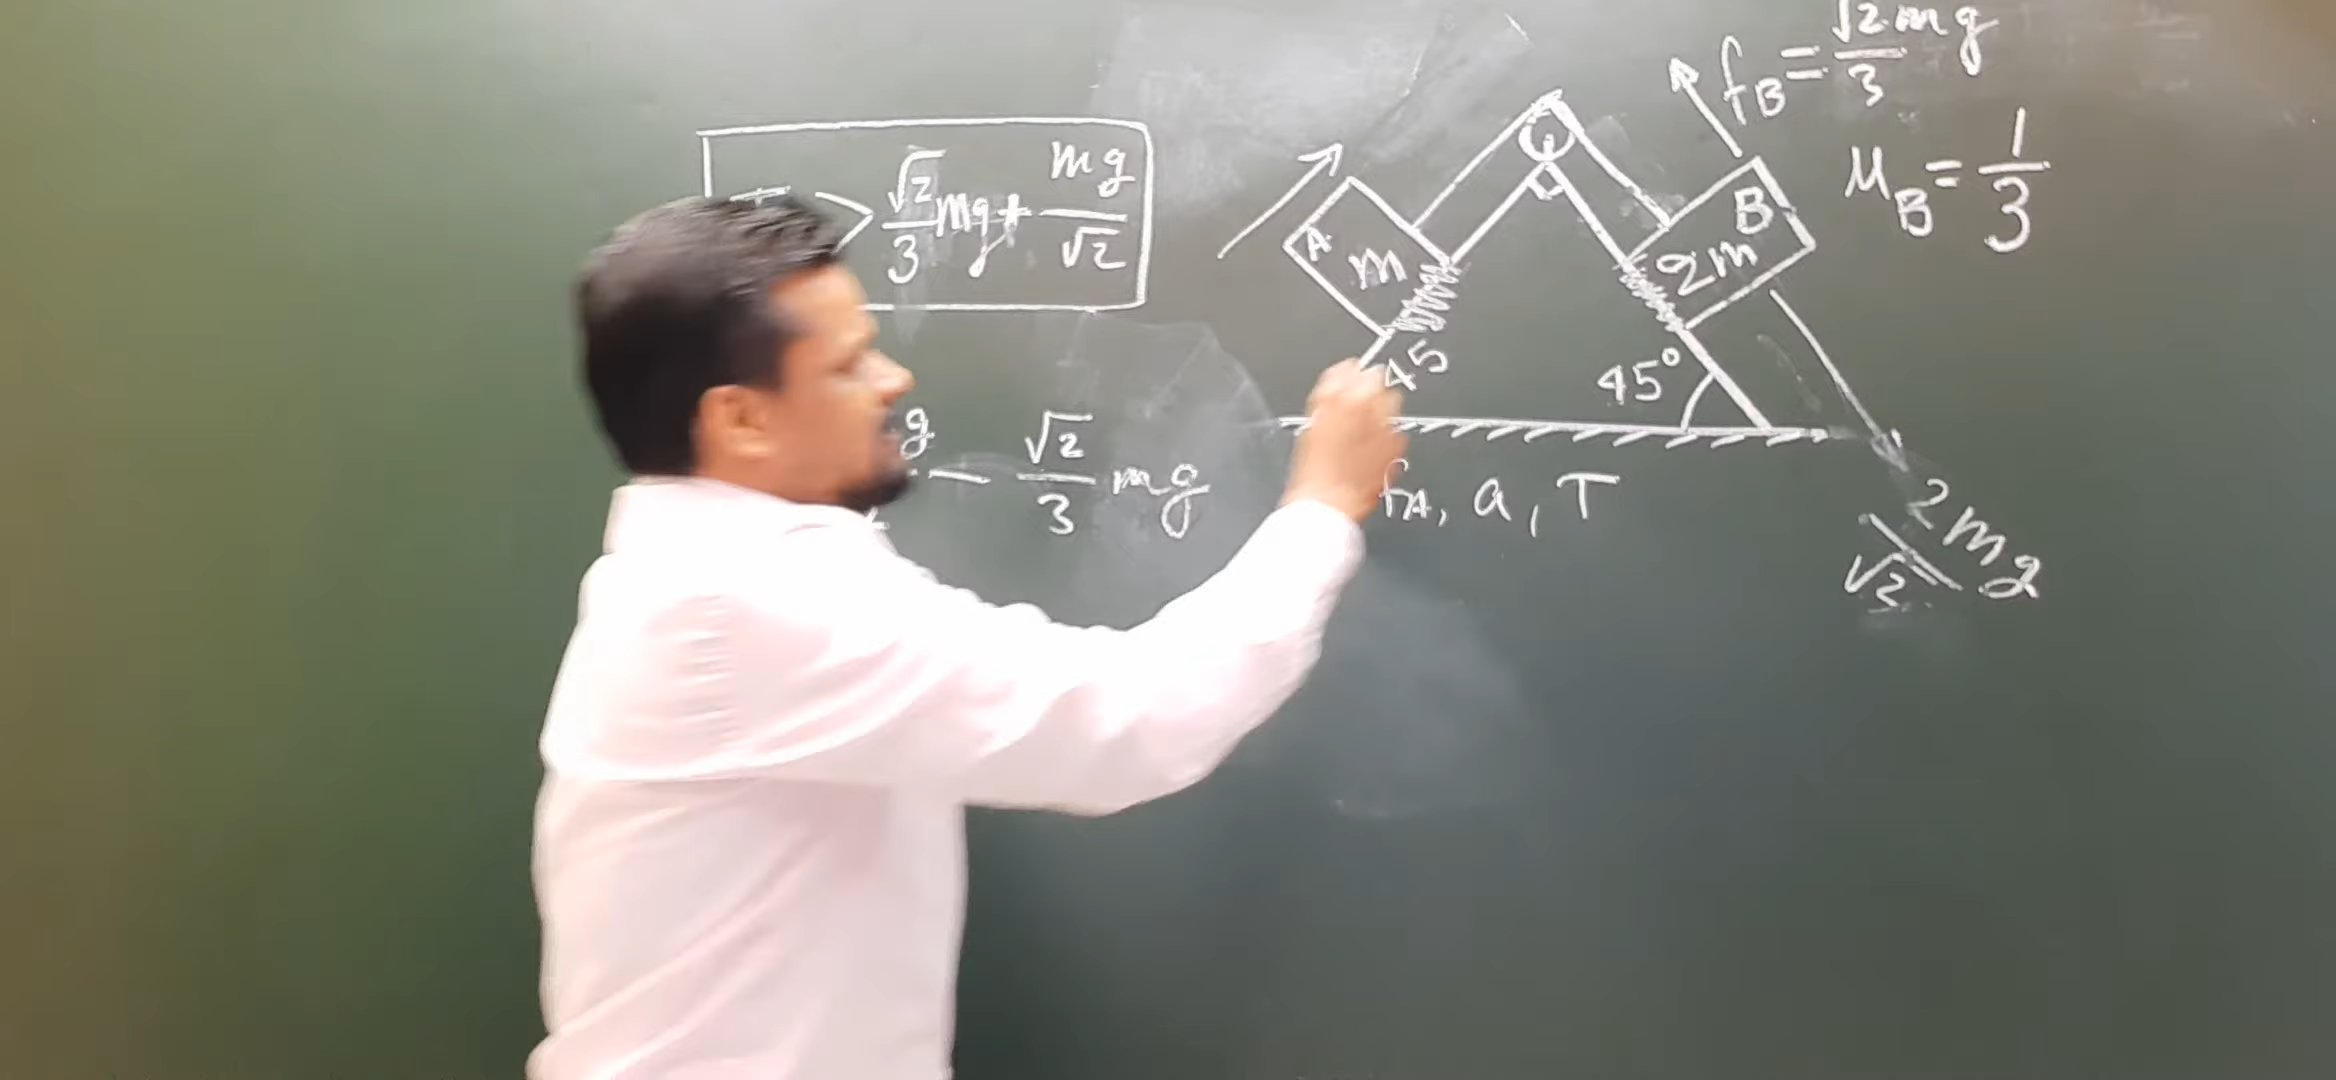 > √2/3 mg + mg/√2
g/ — √2/3 mg
A
m
45
B
2m
45°
fB = √2mg/3
μB = 1/3
fA, a, T
2mg/√2